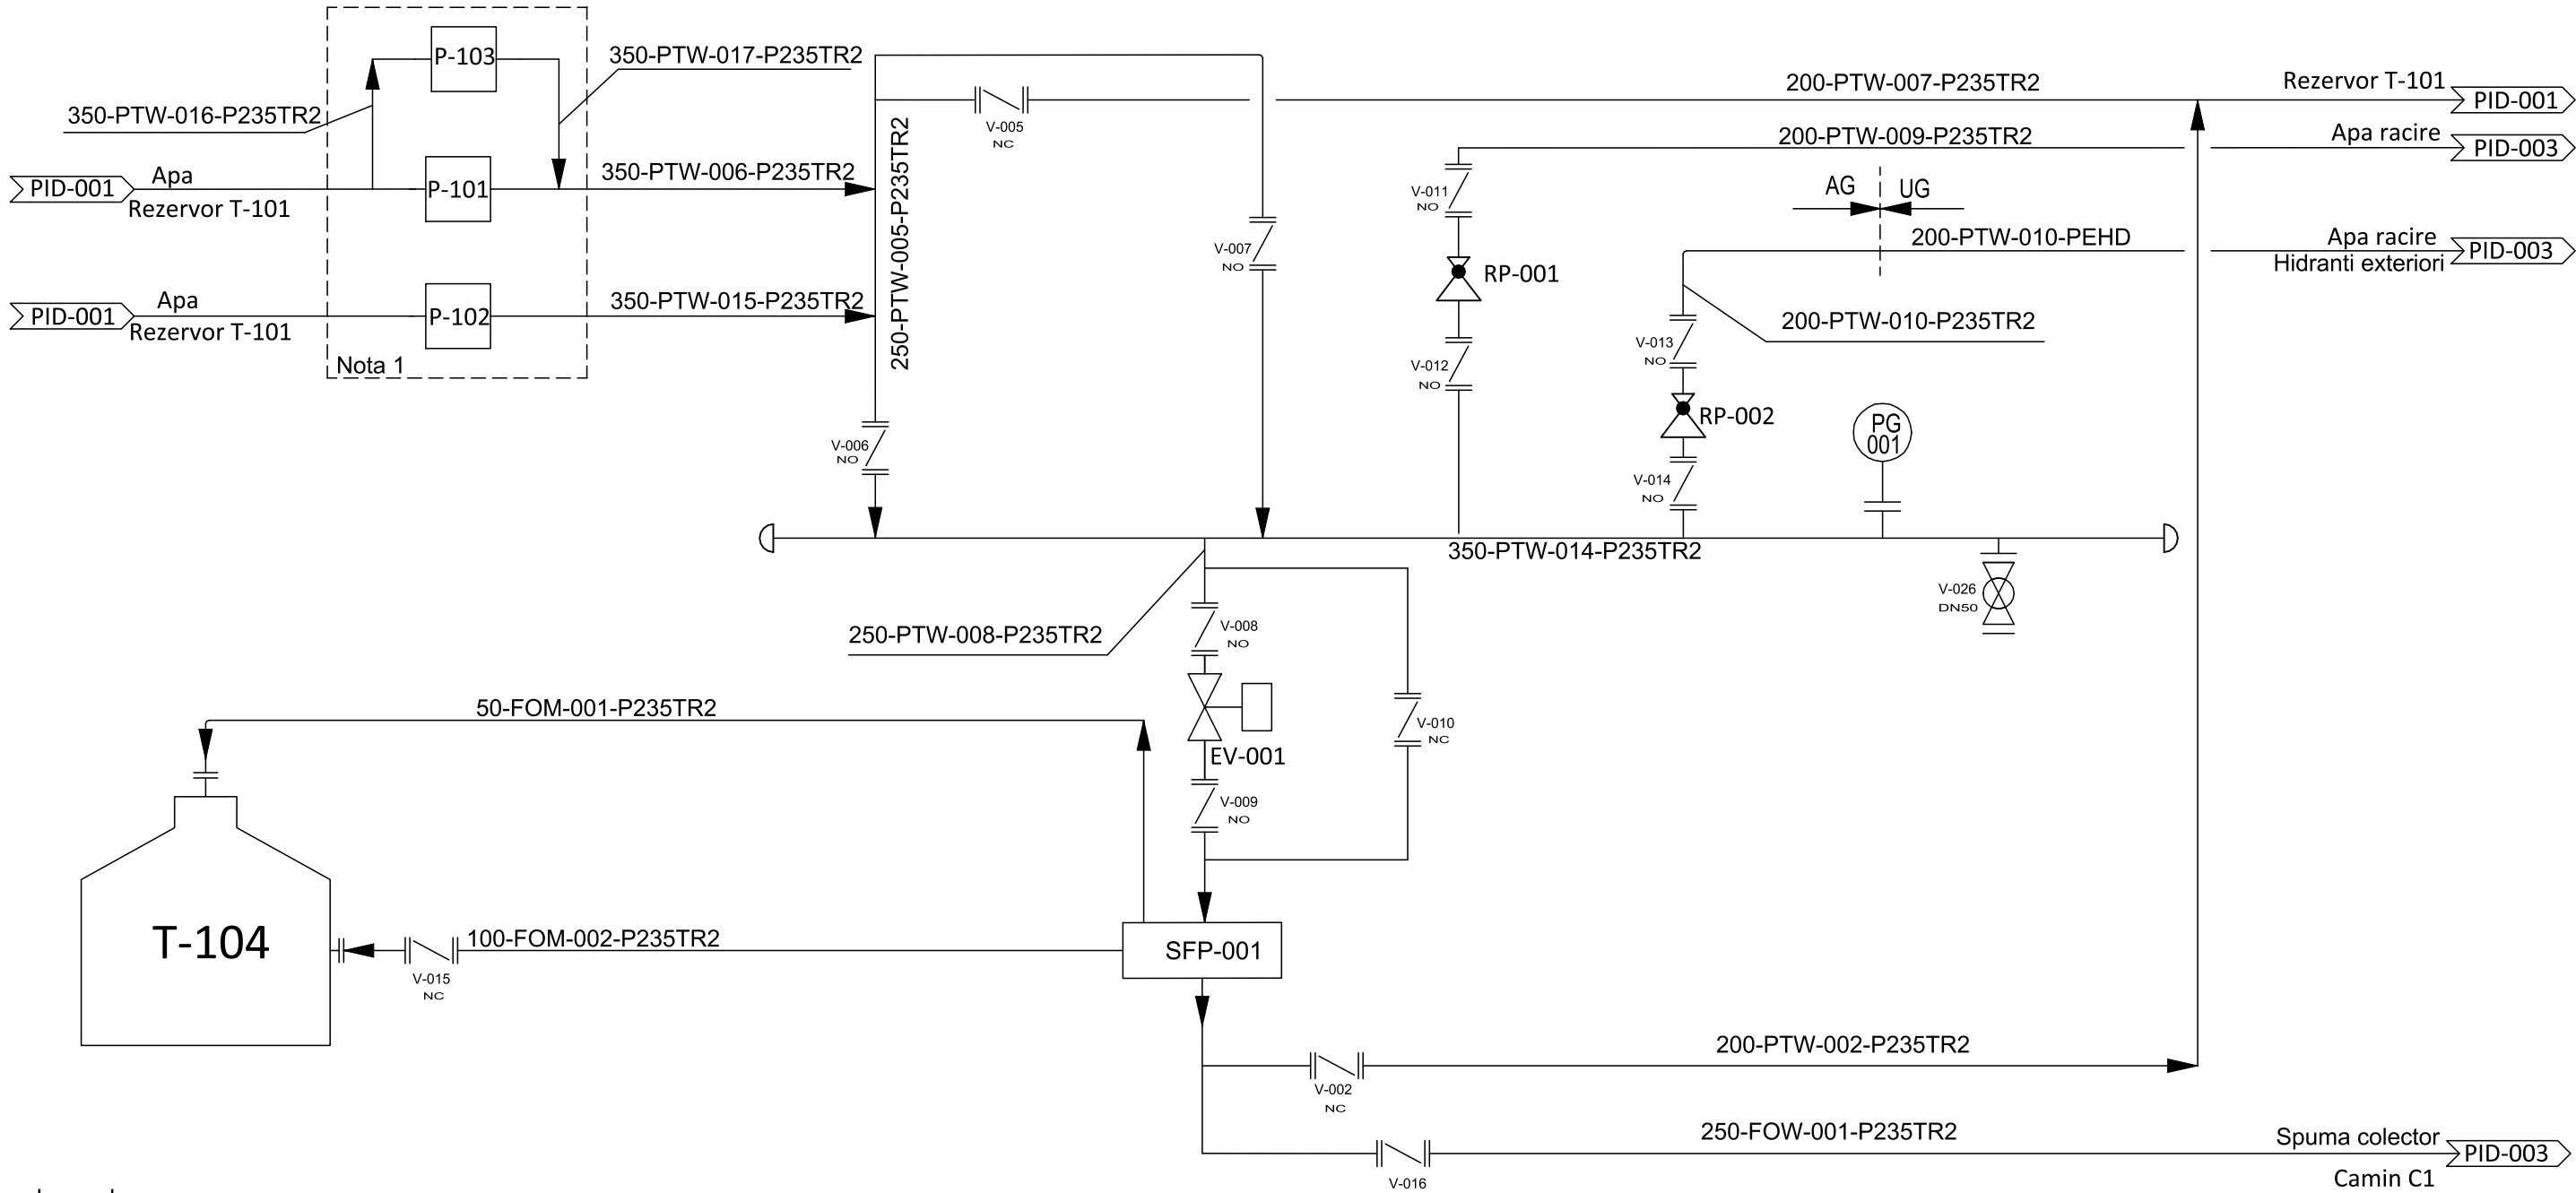 P-103
350-PTW-017-P235TR2
350-PTW-016-P235TR2
PID-001
Apa
Rezervor T-101
P-101
350-PTW-006-P235TR2
PID-001
Apa
Rezervor T-101
P-102
350-PTW-015-P235TR2
Nota 1
250-PTW-005-P235TR2
V-005
NC
200-PTW-007-P235TR2
Rezervor T-101
PID-001
200-PTW-009-P235TR2
Apa racire
PID-003
V-011
NO
AG
UG
V-007
NO
RP-001
200-PTW-010-PEHD
Apa racire
Hidranti exteriori
PID-003
200-PTW-010-P235TR2
V-012
NO
V-013
NO
RP-002
PG
001
V-006
NO
V-014
NO
350-PTW-014-P235TR2
V-026
DN50
250-PTW-008-P235TR2
V-008
NO
50-FOM-001-P235TR2
V-010
NC
EV-001
V-009
NO
T-104
100-FOM-002-P235TR2
V-015
NC
SFP-001
200-PTW-002-P235TR2
V-002
NC
250-FOW-001-P235TR2
Spuma colector
PID-003
Camin C1
V-016